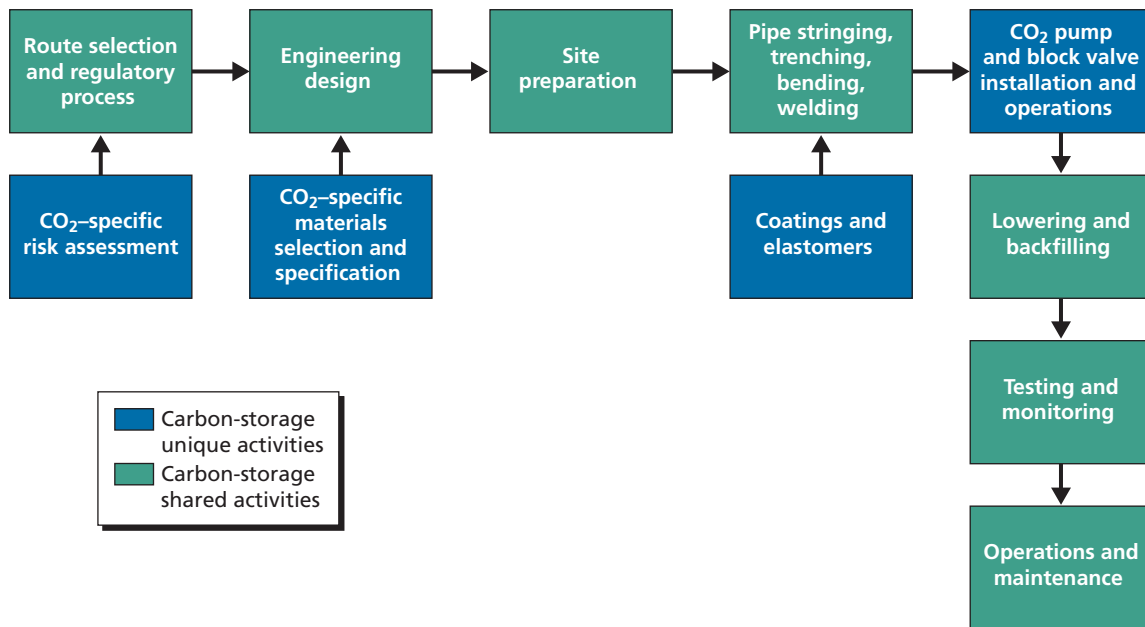 Route selection
and regulatory
process
Engineering
design
Site
preparation
Pipe stringing,
trenching,
bending,
welding
CO₂ pump
and block valve
installation and
operations
CO₂–specific
risk assessment
CO₂–specific
materials
selection and
specification
Coatings and
elastomers
Lowering and
backfilling
Testing and
monitoring
Operations and
maintenance
Carbon-storage
unique activities
Carbon-storage
shared activities